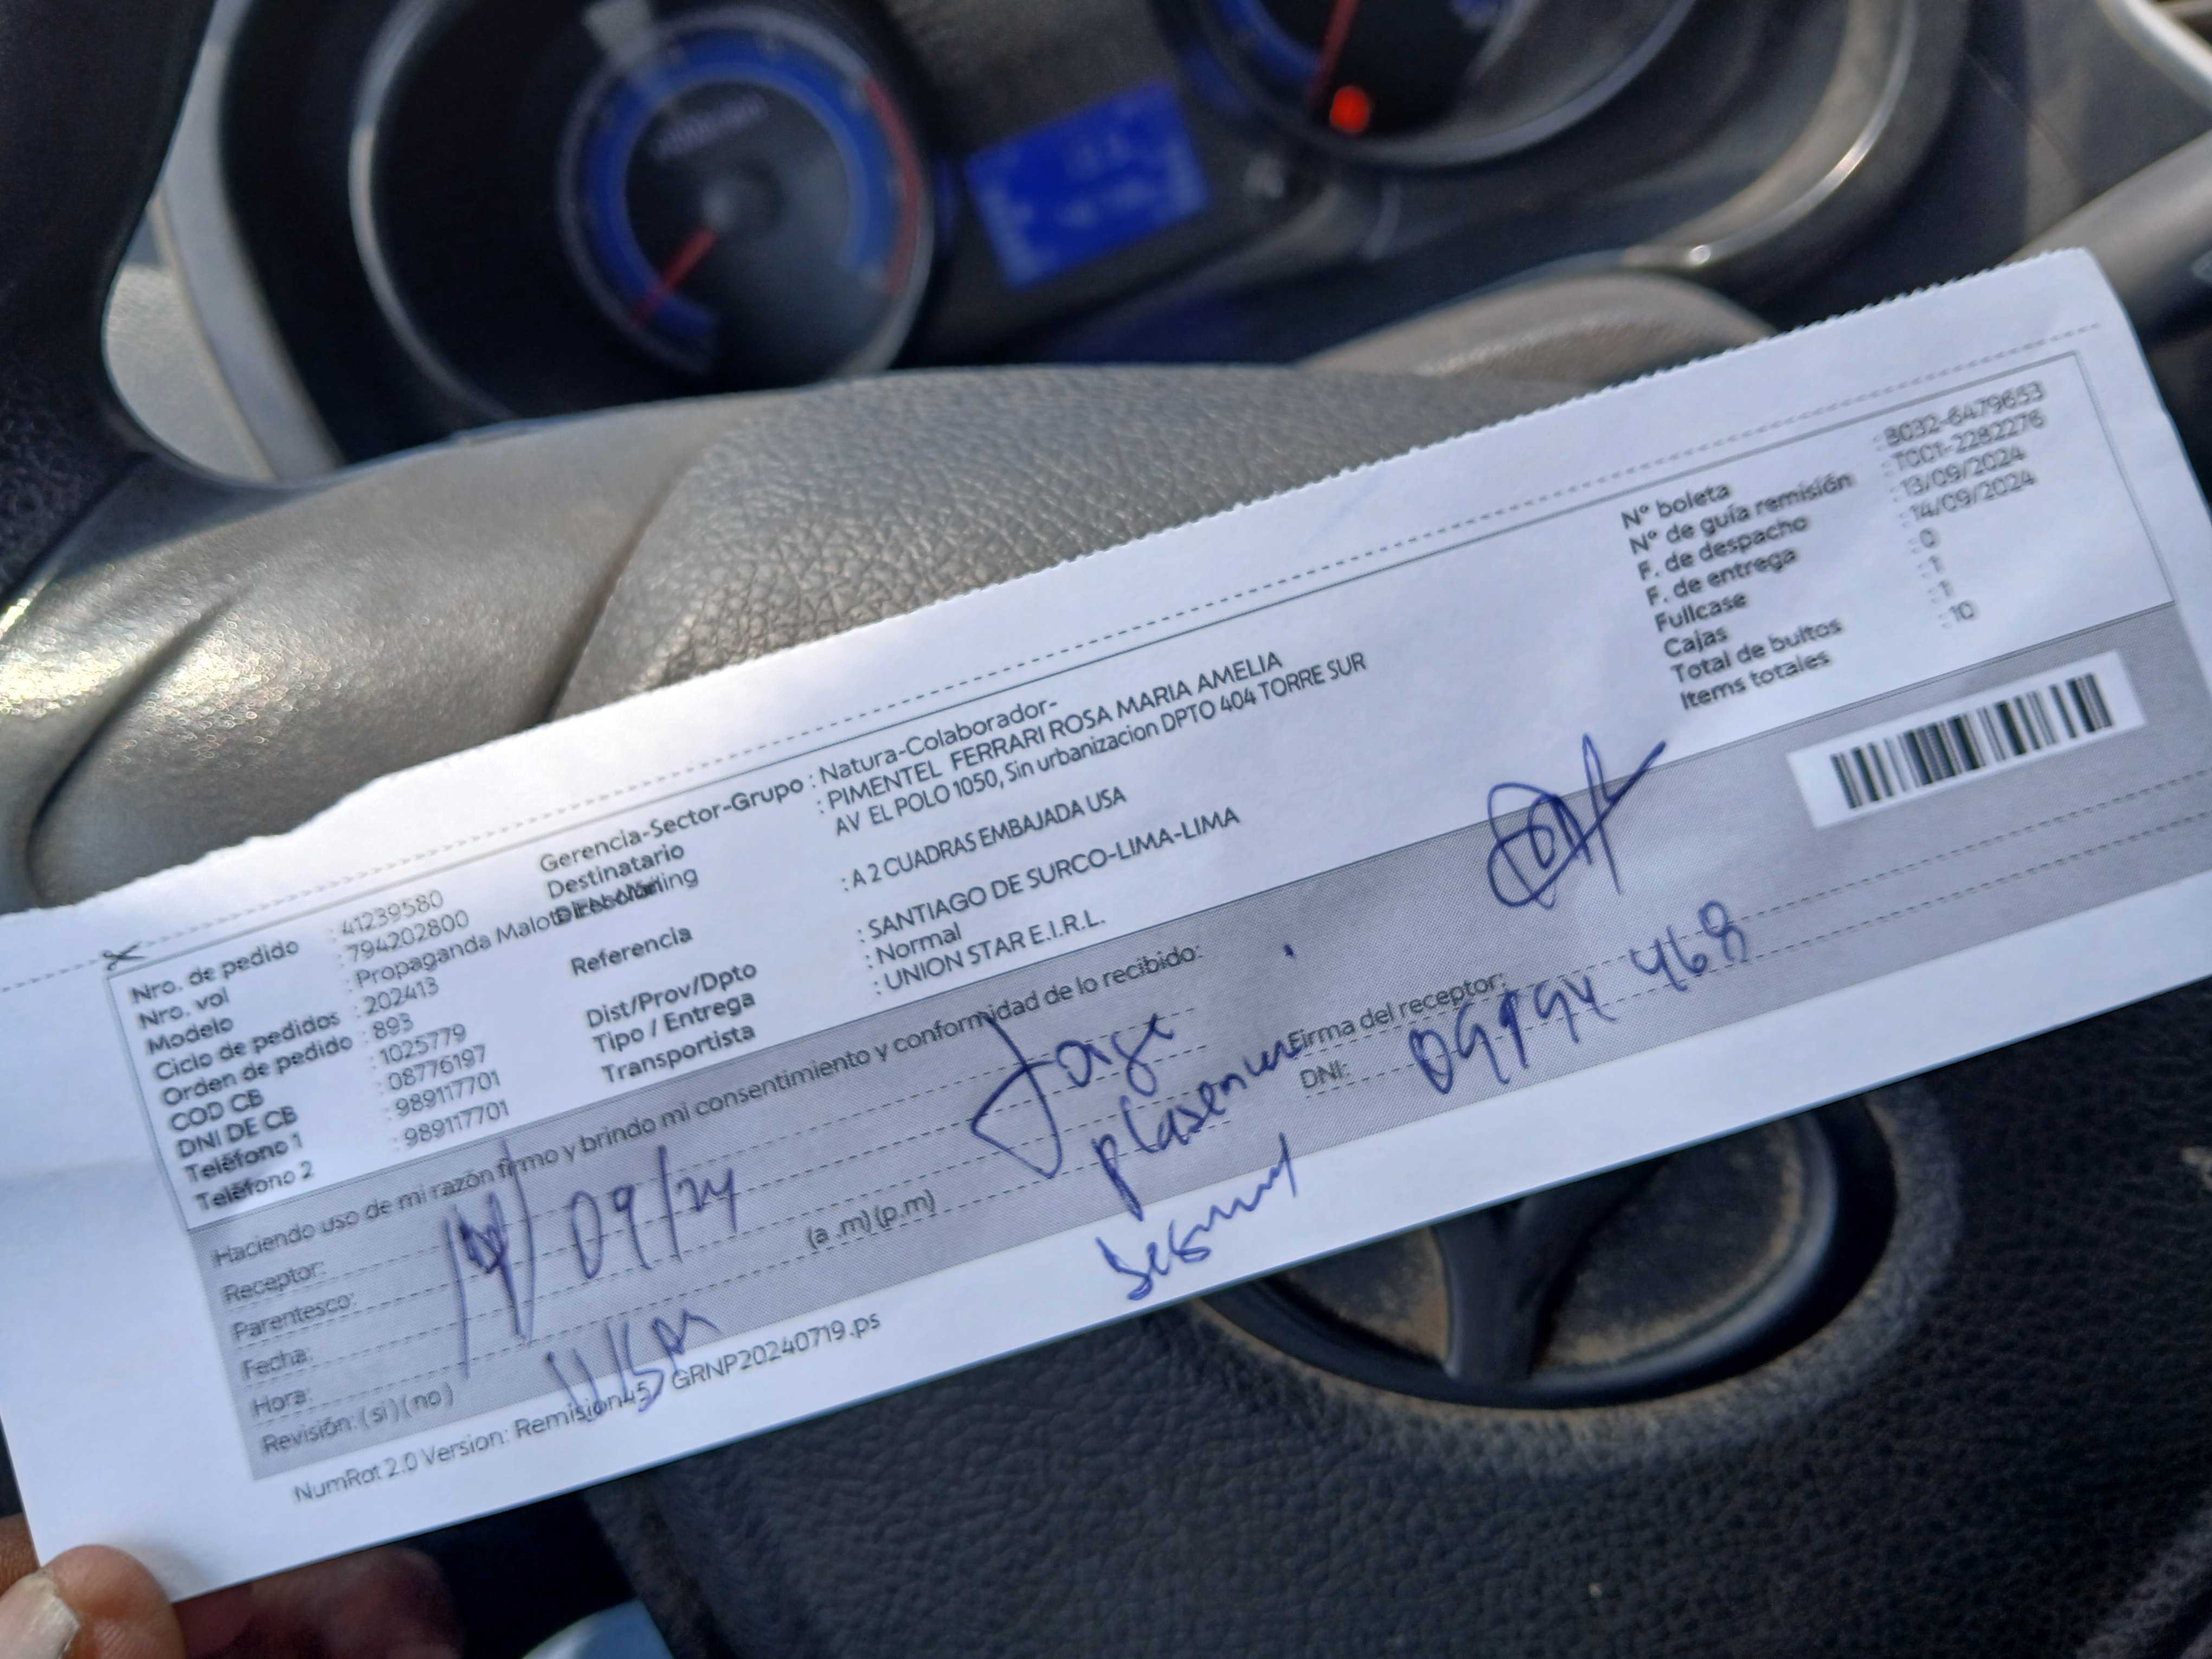 Nro. de pedido : 41239580
Nro. vol : 794202800
Modelo : Propaganda
Ciclo de pedidos : 202413
Orden de pedido : 893
COD CB : 1025779
DNI DE CB : 08776197
Teléfono 1 : 989117701
Teléfono 2 : 989117701
Gerencia-Sector-Grupo : Natura-Colaborador-
Destinatario : PIMENTEL FERRARI ROSA MARIA AMELIA
AV EL POLO 1050, Sin urbanizacion DPTO 404 TORRE SUR
Referencia : A 2 CUADRAS EMBAJADA USA
Dist/Prov/Dpto : SANTIAGO DE SURCO-LIMA-LIMA
Tipo / Entrega : Normal
Transportista : UNION STAR E.I.R.L.
N° boleta : B032-6479653
N° de guía remisión : T001-2282276
F. de despacho : 13/09/2024
F. de entrega : 14/09/2024
Fullcase : 0
Cajas : 1
Total de bultos : 1
Items totales : 10
Haciendo uso de mi razón firmo y brindo mi consentimiento y conformidad de lo recibido:
Receptor:
Parentesco:
Fecha: 14/09/24
Hora: (a .m) (p.m)
Revisión: ( si ) ( no )
Jorge
Firma del receptor:
DNI:
NumRot 2.0 Version: Remision45 GRNP20240719.ps